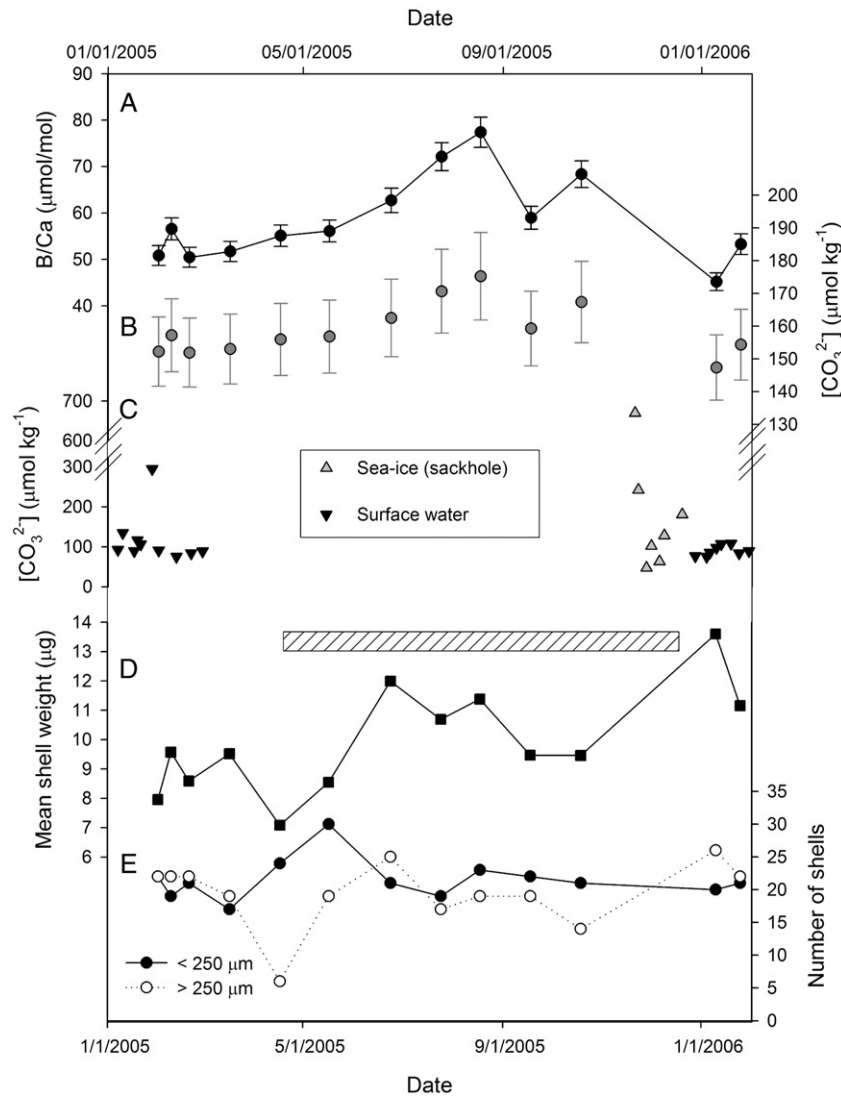 Date
01/01/2005 05/01/2005 09/01/2005 01/01/2006
A
B/Ca (μmol/mol)
90
80
70
60
50
40
B
[CO₃²⁻] (μmol kg⁻¹)
200
190
180
170
160
150
140
130
C
[CO₃²⁻] (μmol kg⁻¹)
700
600
300
200
100
0
Sea-ice (sackhole)
Surface water
D
Mean shell weight (μg)
14
13
12
11
10
9
8
7
6
E
Number of shells
35
30
25
20
15
10
5
0
< 250 μm
> 250 μm
1/1/2005 5/1/2005 9/1/2005 1/1/2006
Date